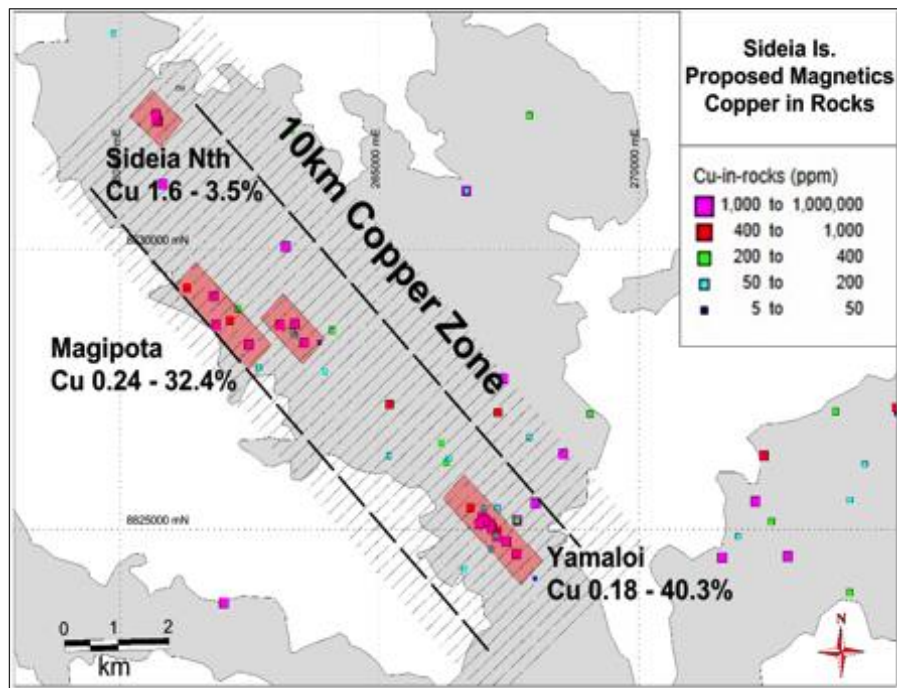 Sideia Is.
Proposed Magnetics
Copper in Rocks
Cu-in-rocks (ppm)
1,000 to 1,000,000
400 to 1,000
200 to 400
50 to 200
5 to 50
10km Copper Zone
Sideia Nth
Cu 1.6 - 3.5%
Magipota
Cu 0.24 - 32.4%
Yamaloi
Cu 0.18 - 40.3%
265000 mE
270000 mE
8825000 mN
0 1 2
km
N